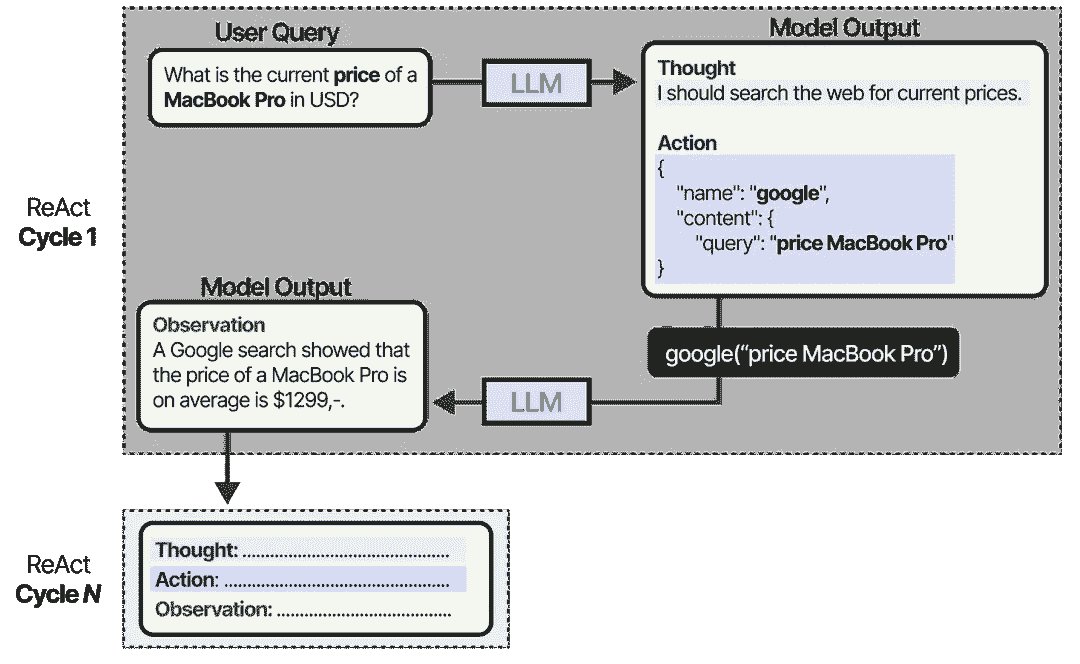 User Query
What is the current price of a
MacBook Pro in USD?
LLM
Model Output
Thought
I should search the web for current prices.
Action
{
"name": "google",
"content": {
"query": "price MacBook Pro"
}
ReAct
Cycle 1
google("price MacBook Pro")
LLM
Model Output
Observation
A Google search showed that
the price of a MacBook Pro is
on average is $1299,-.
ReAct
Cycle N
Thought: ................................................
Action: ..................................................
Observation: .....................................